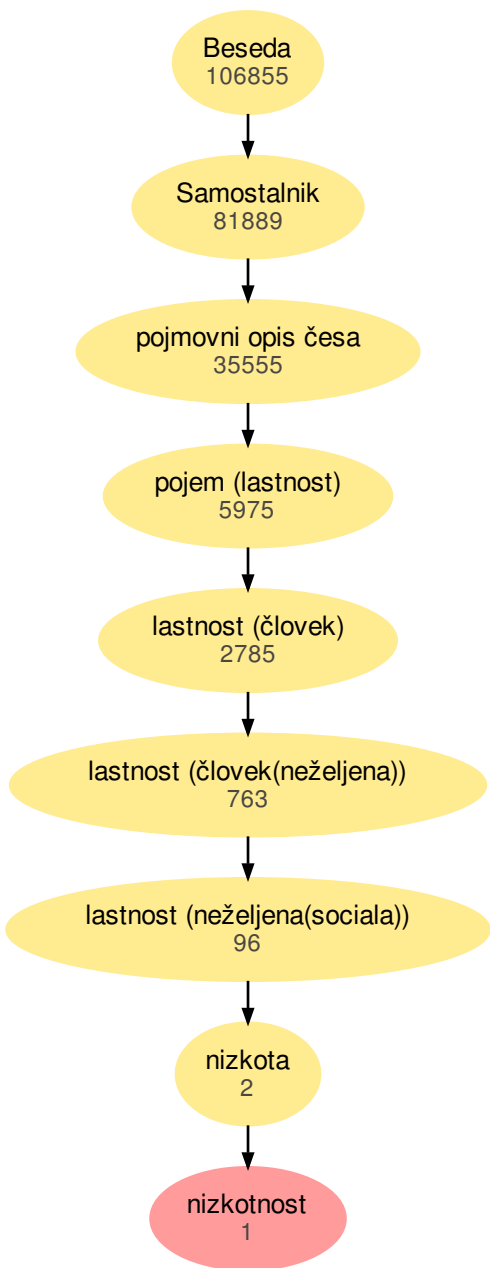 Beseda
106855
Samostalnik
81889
pojmovni opis česa
35555
pojem (lastnost)
5975
lastnost (človek)
2785
lastnost (človek(neželjena))
763
lastnost (neželjena(sociala))
96
nizkota
2
nizkotnost
1